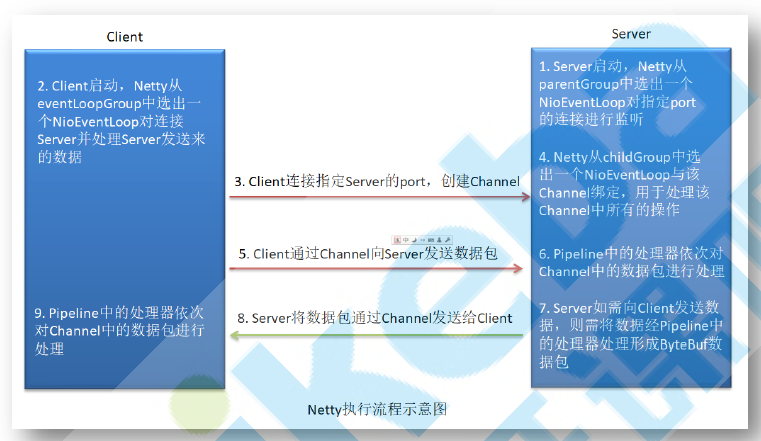 Client
Server
1. Server启动，Netty从
parentGroup中选出一个
NioEventLoop对指定port
的连接进行监听
2. Client启动，Netty从
eventLoopGroup中选出一
个NioEventLoop对连接
Server并处理Server发送来
的数据
3. Client连接指定Server的port，创建Channel
4. Netty从childGroup中选
出一个NioEventLoop与该
Channel绑定，用于处理该
Channel中所有的操作
5. Client通过Channel向Server发送数据包
6. Pipeline中的处理器依次对
Channel中的数据包进行处理
7. Server如需向Client发送数
据，则需将数据经Pipeline中
的处理器处理形成ByteBuf数
据包
8. Server将数据包通过Channel发送给Client
9. Pipeline中的处理器依次
对Channel中的数据包进行
处理
Netty执行流程示意图